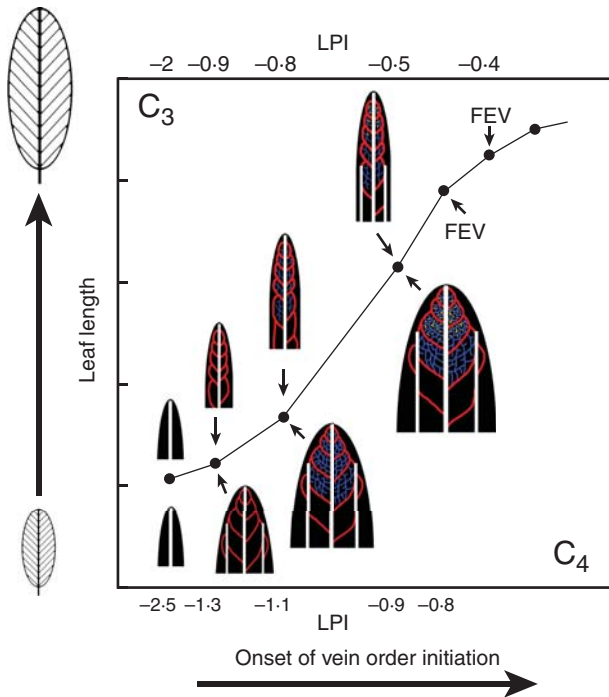 LPI
−2 −0.9 −0.8 −0.5 −0.4
C3
FEV
FEV
Leaf length
C4
−2.5 −1.3 −1.1 −0.9 −0.8
LPI
Onset of vein order initiation